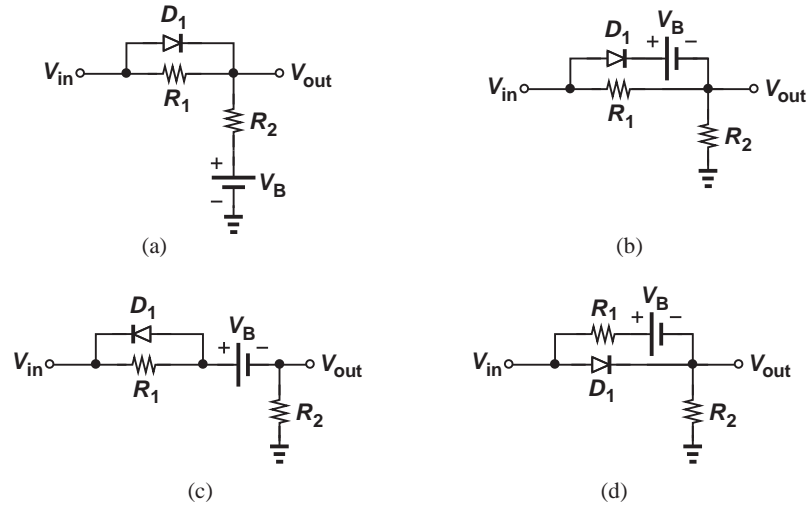 D1
Vin
R1
Vout
R2
+
VB
−
(a)
D1
+
VB
−
Vin
R1
Vout
R2
(b)
D1
VB
+
−
Vin
R1
Vout
R2
(c)
R1
+
VB
−
Vin
D1
Vout
R2
(d)